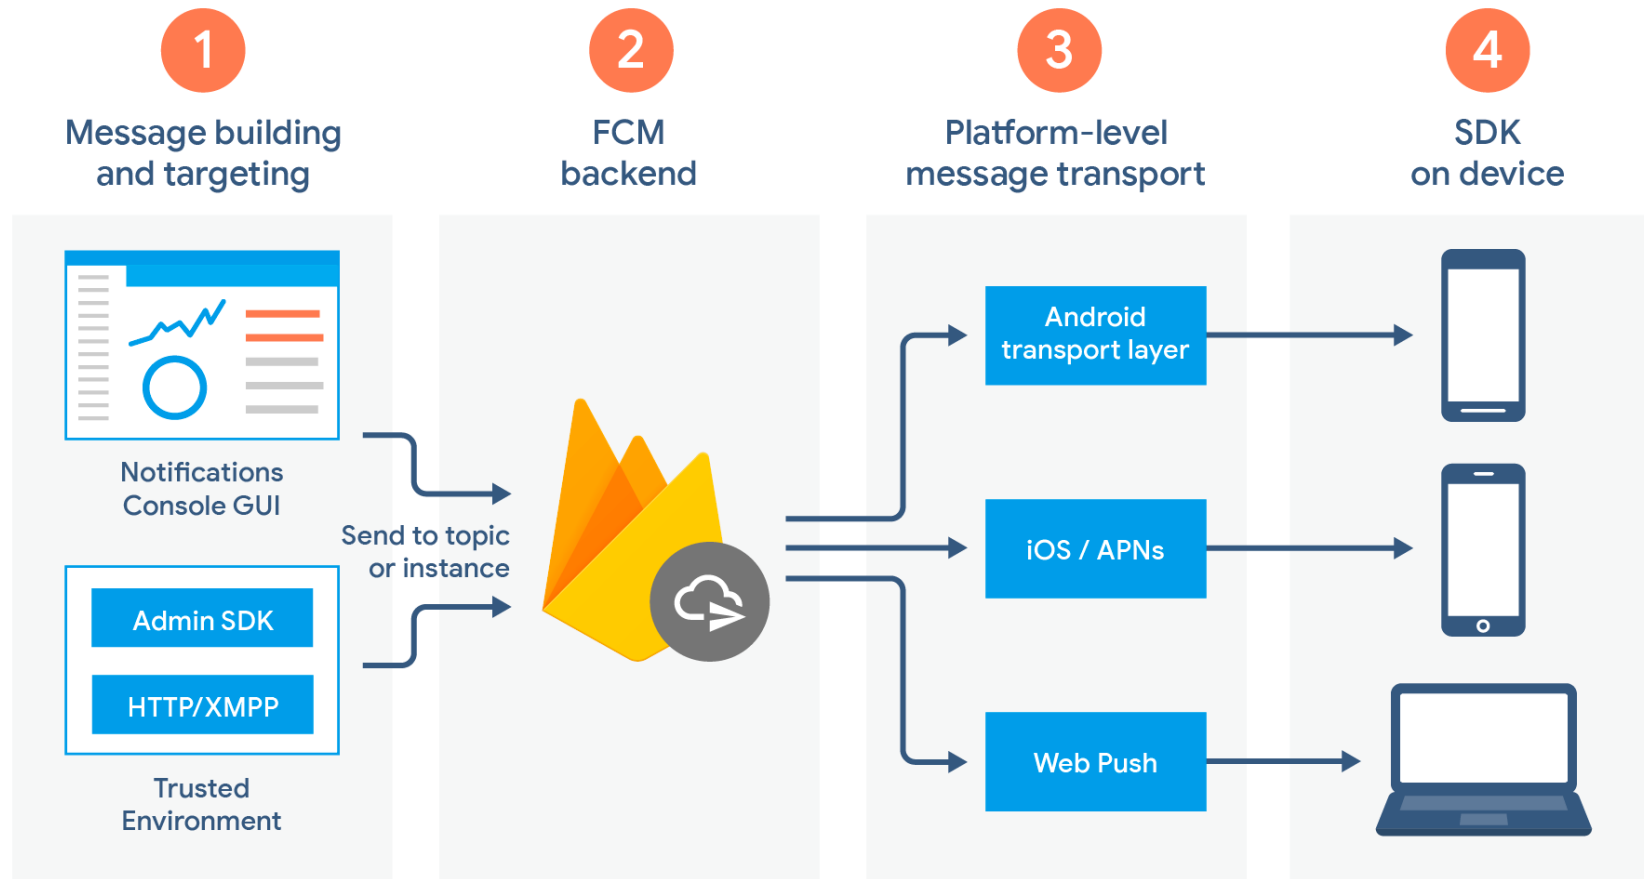 1
Message building
and targeting
2
FCM
backend
3
Platform-level
message transport
4
SDK
on device
Notifications
Console GUI
Send to topic
or instance
Admin SDK
HTTP/XMPP
Trusted
Environment
Android
transport layer
iOS / APNs
Web Push